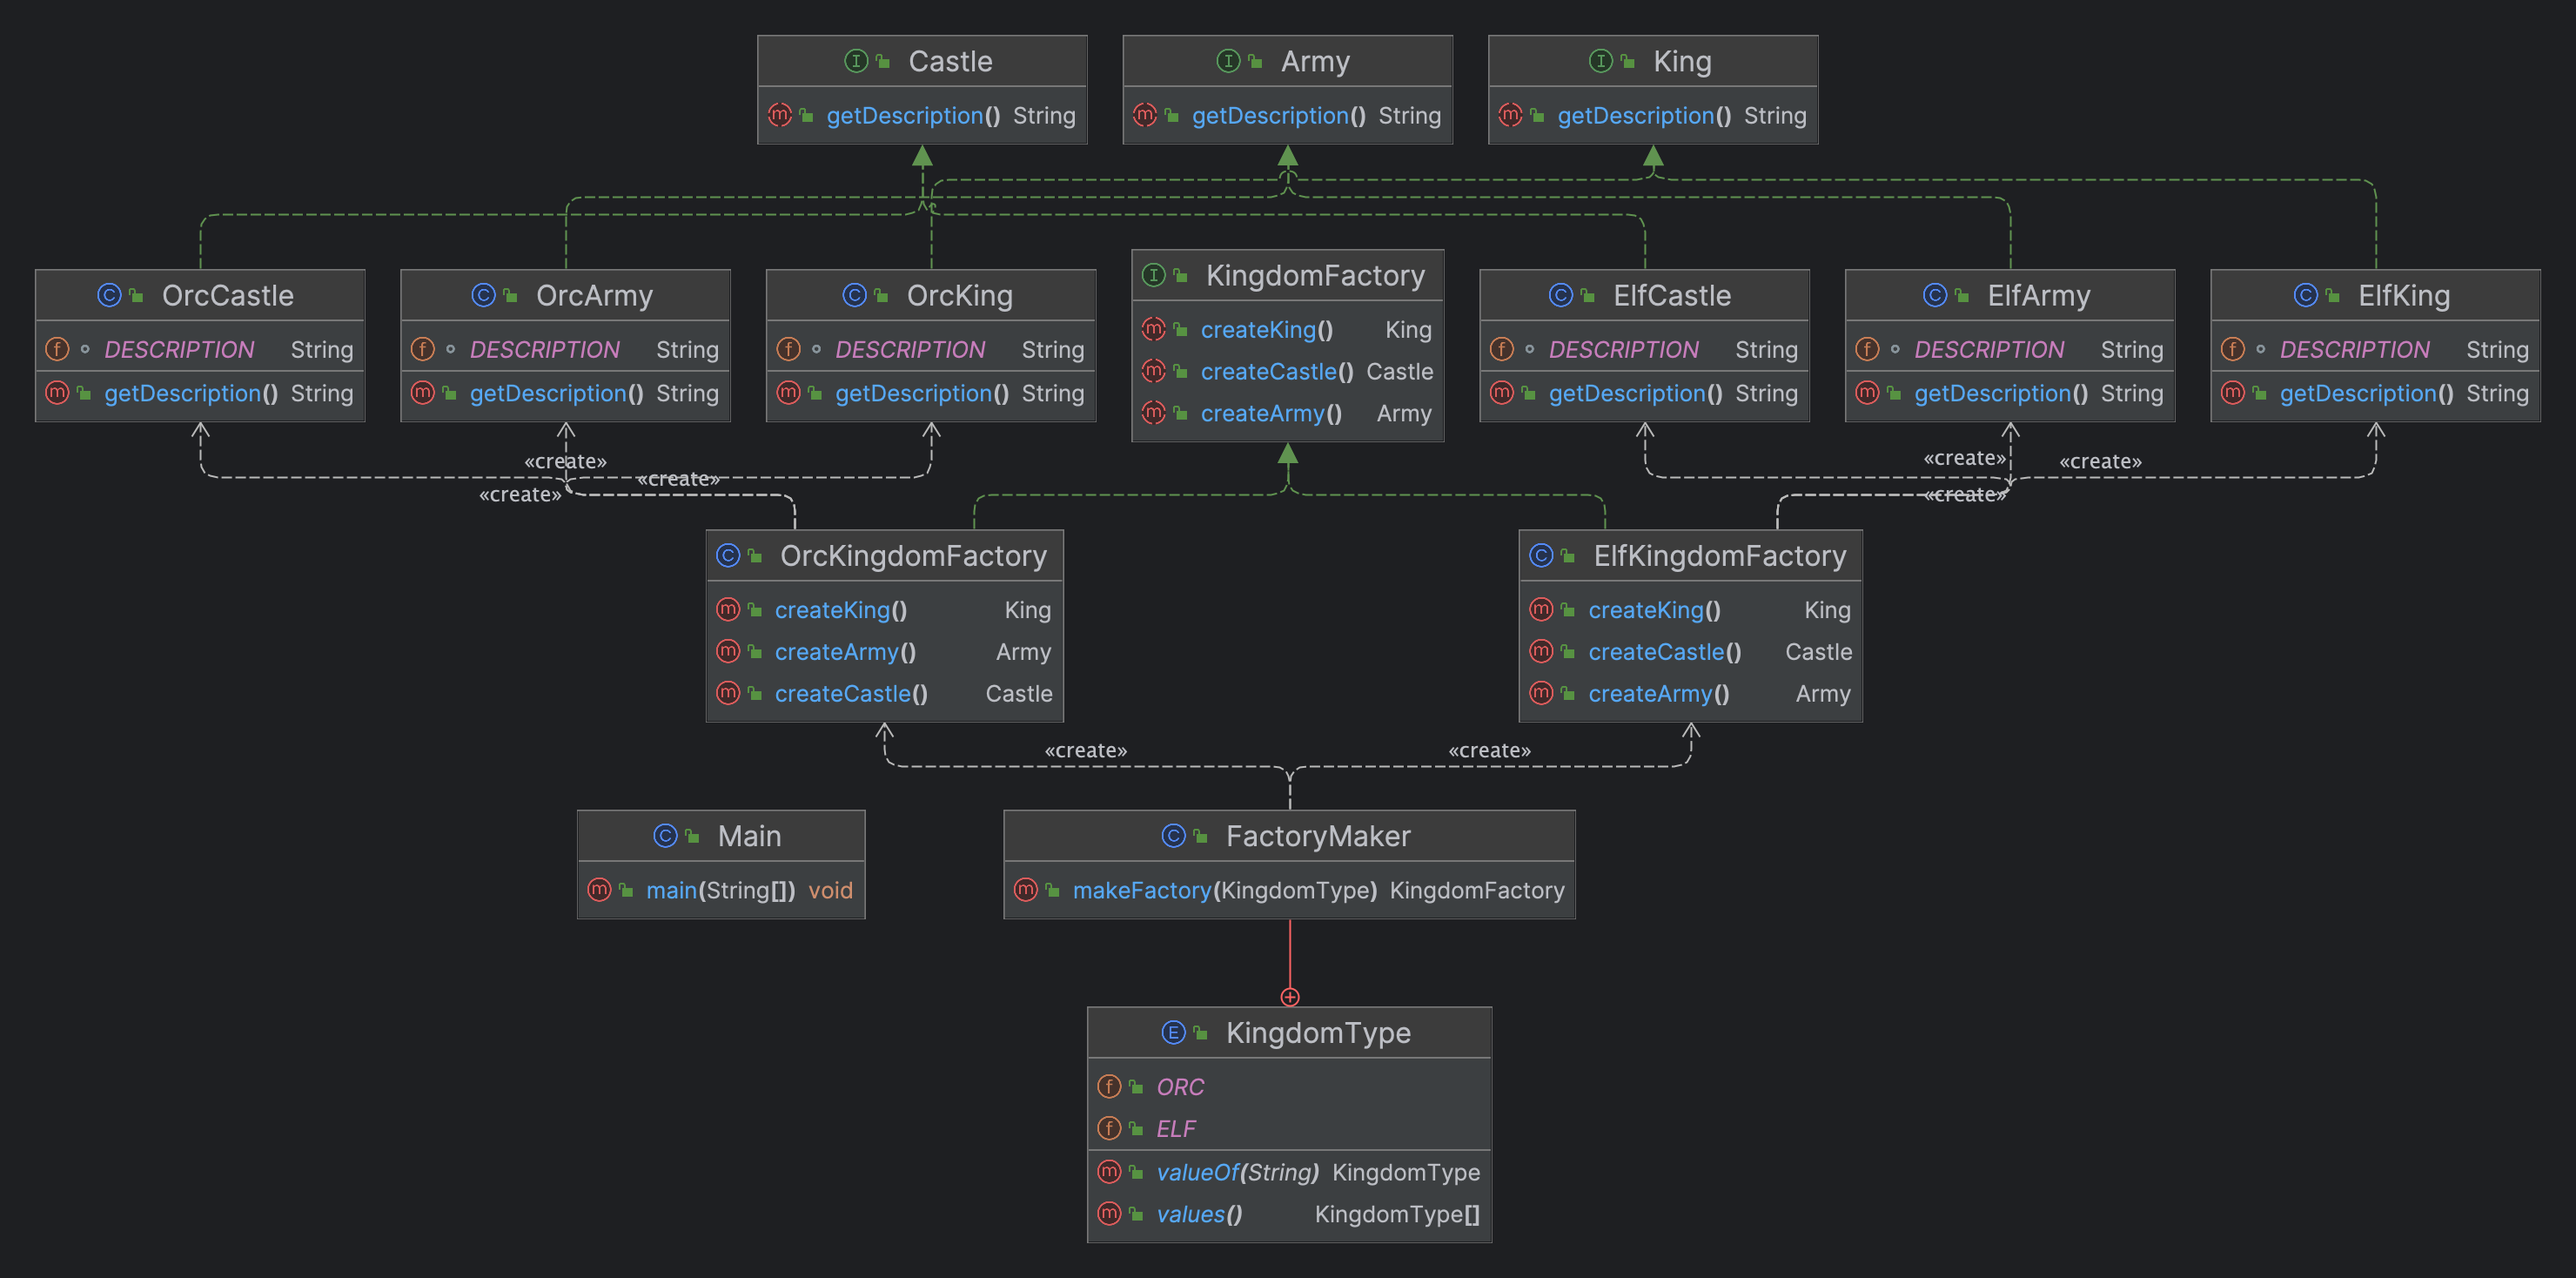 Castle
getDescription() String
Army
getDescription() String
King
getDescription() String
OrcCastle
DESCRIPTION String
getDescription() String
OrcArmy
DESCRIPTION String
getDescription() String
OrcKing
DESCRIPTION String
getDescription() String
KingdomFactory
createKing() King
createCastle() Castle
createArmy() Army
ElfCastle
DESCRIPTION String
getDescription() String
ElfArmy
DESCRIPTION String
getDescription() String
ElfKing
DESCRIPTION String
getDescription() String
«create»
«create»
«create»
«create»
«create»
«create»
OrcKingdomFactory
createKing() King
createArmy() Army
createCastle() Castle
ElfKingdomFactory
createKing() King
createCastle() Castle
createArmy() Army
«create»
«create»
Main
main(String[]) void
FactoryMaker
makeFactory(KingdomType) KingdomFactory
KingdomType
ORC
ELF
valueOf(String) KingdomType
values() KingdomType[]